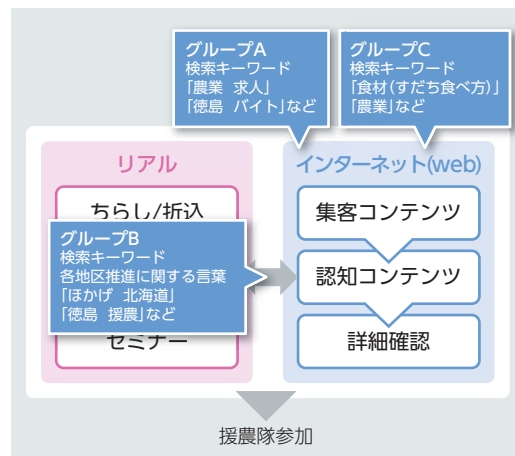 グループA
検索キーワード
「農業 求人」
「徳島 バイト」など
グループC
検索キーワード
「食材(すだち食べ方)」
「農業」など
リアル
ちらし/折込
グループB
検索キーワード
各地区推進に関する言葉
「ほかげ 北海道」
「徳島 援農」など
セミナー
インターネット(web)
集客コンテンツ
認知コンテンツ
詳細確認
援農隊参加